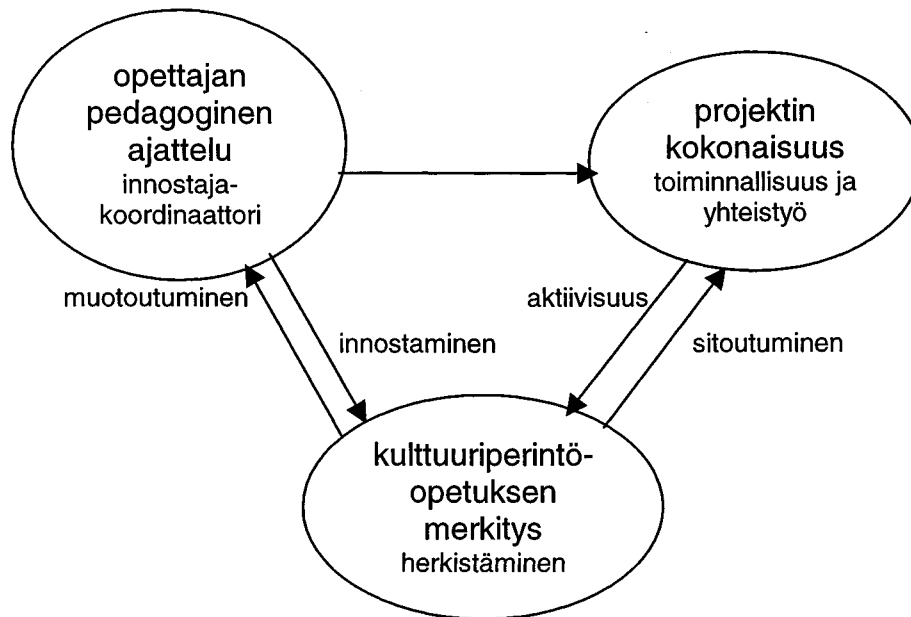 opettajan
pedagoginen
ajattelu
innostaja-
koordinaattori
projektin
kokonaisuus
toiminnallisuus ja
yhteistyö
muotoutuminen
innostaminen
aktiivisuus
sitoutuminen
kulttuuriperintö-
opetuksen
merkitys
herkistäminen